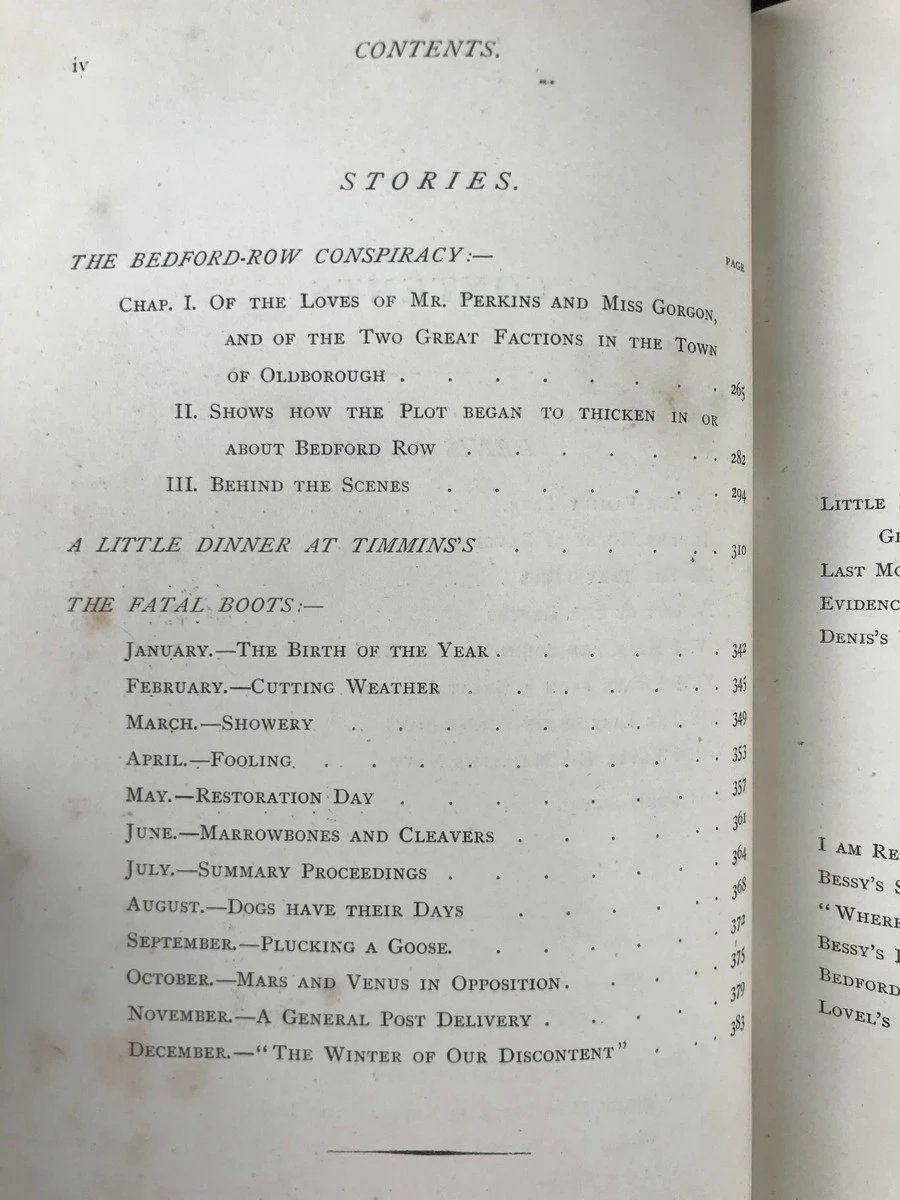 iv
CONTENTS.
STORIES.
THE BEDFORD-ROW CONSPIRACY:—
PAGE
CHAP. I. OF THE LOVES OF MR. PERKINS AND MISS GORGON,
AND OF THE TWO GREAT FACTIONS IN THE TOWN
OF OLDBOROUGH . . . . . . . . 265
II. SHOWS HOW THE PLOT BEGAN TO THICKEN IN OR
ABOUT BEDFORD ROW . . . . . . . 282
III. BEHIND THE SCENES . . . . . . . 294
A LITTLE DINNER AT TIMMINS'S . . . . . . 310
THE FATAL BOOTS:—
JANUARY.—THE BIRTH OF THE YEAR . . . . . . 342
FEBRUARY.—CUTTING WEATHER . . . . . . . 345
MARCH.—SHOWERY . . . . . . . . . 349
APRIL.—FOOLING . . . . . . . . . 353
MAY.—RESTORATION DAY . . . . . . . . 357
JUNE.—MARROWBONES AND CLEAVERS . . . . . 361
JULY.—SUMMARY PROCEEDINGS . . . . . . . 364
AUGUST.—DOGS HAVE THEIR DAYS . . . . . 368
SEPTEMBER.—PLUCKING A GOOSE. . . . . . . 372
OCTOBER.—MARS AND VENUS IN OPPOSITION . . . . 375
NOVEMBER.—A GENERAL POST DELIVERY . . . . . 379
DECEMBER.—“THE WINTER OF OUR DISCONTENT” . . . 383
LITTLE
LAST
DENIS'S
I AM
BESSY'S
“WHERE
BESSY'S
BEDFORD
LOVEL'S